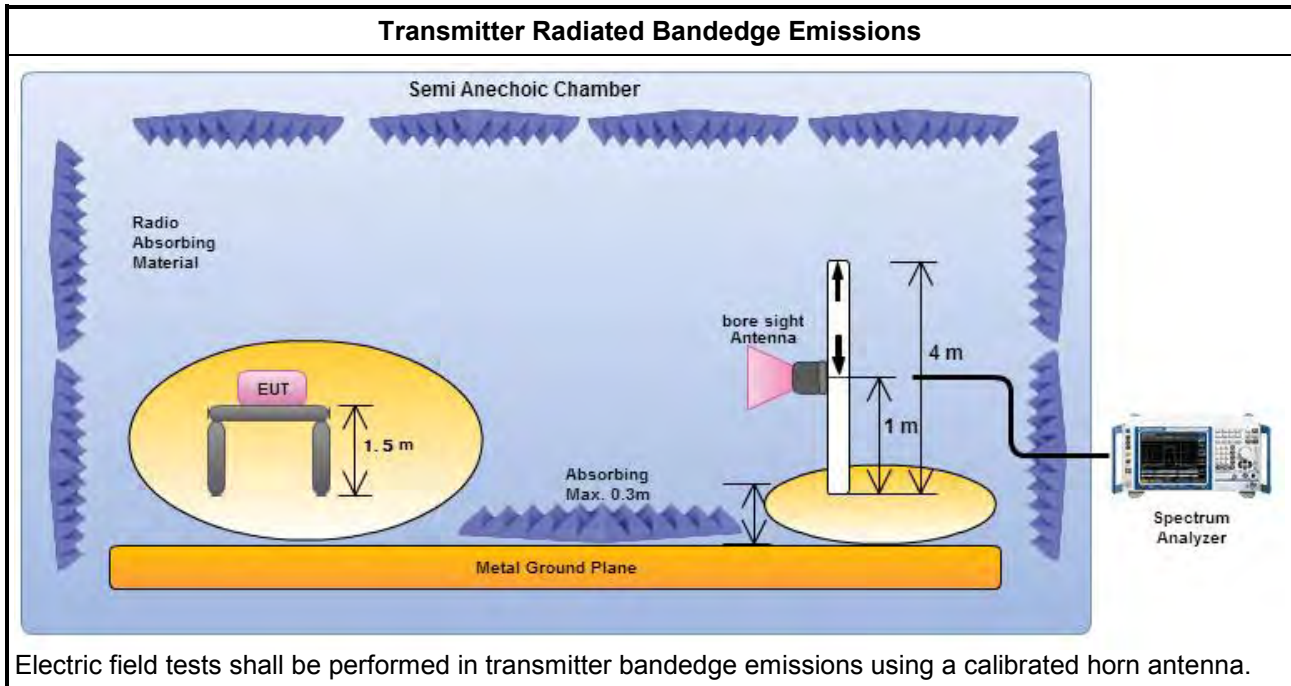 Transmitter Radiated Bandedge Emissions
Semi Anechoic Chamber
Radio
Absorbing
Material
bore sight
Antenna
4 m
EUT
1.5 m
1 m
Absorbing
Max. 0.3m
Spectrum
Analyzer
Metal Ground Plane
Electric field tests shall be performed in transmitter bandedge emissions using a calibrated horn antenna.